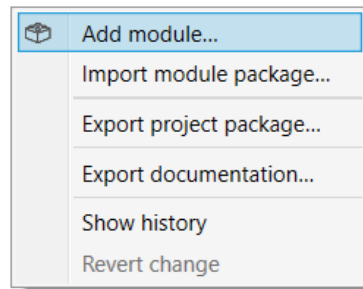 Add module...
Import module package...
Export project package...
Export documentation...
Show history
Revert change